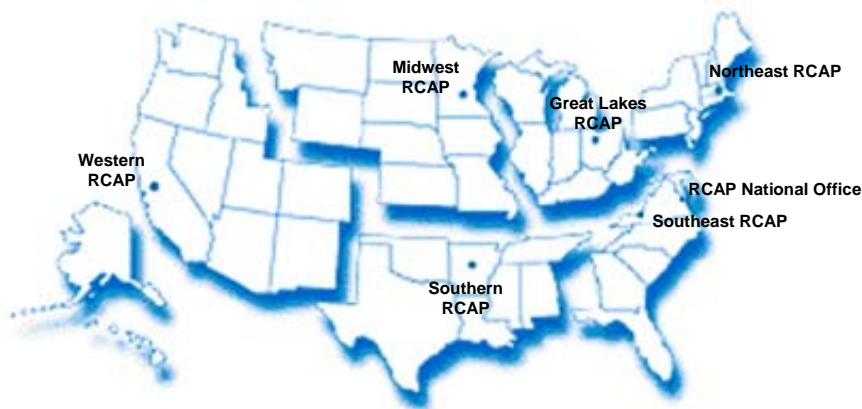 Northeast RCAP
Midwest
RCAP
Great Lakes
RCAP
Western
RCAP
RCAP National Office
Southeast RCAP
Southern
RCAP